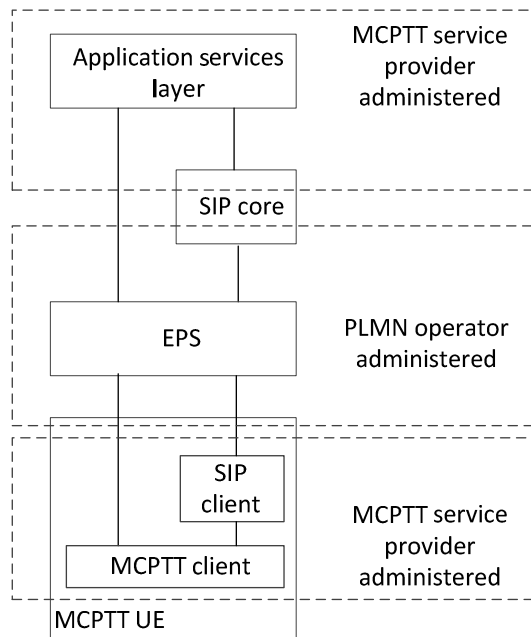 Application services
layer
MCPTT service
provider
administered
SIP core
EPS
PLMN operator
administered
SIP
client
MCPTT client
MCPTT service
provider
administered
MCPTT UE